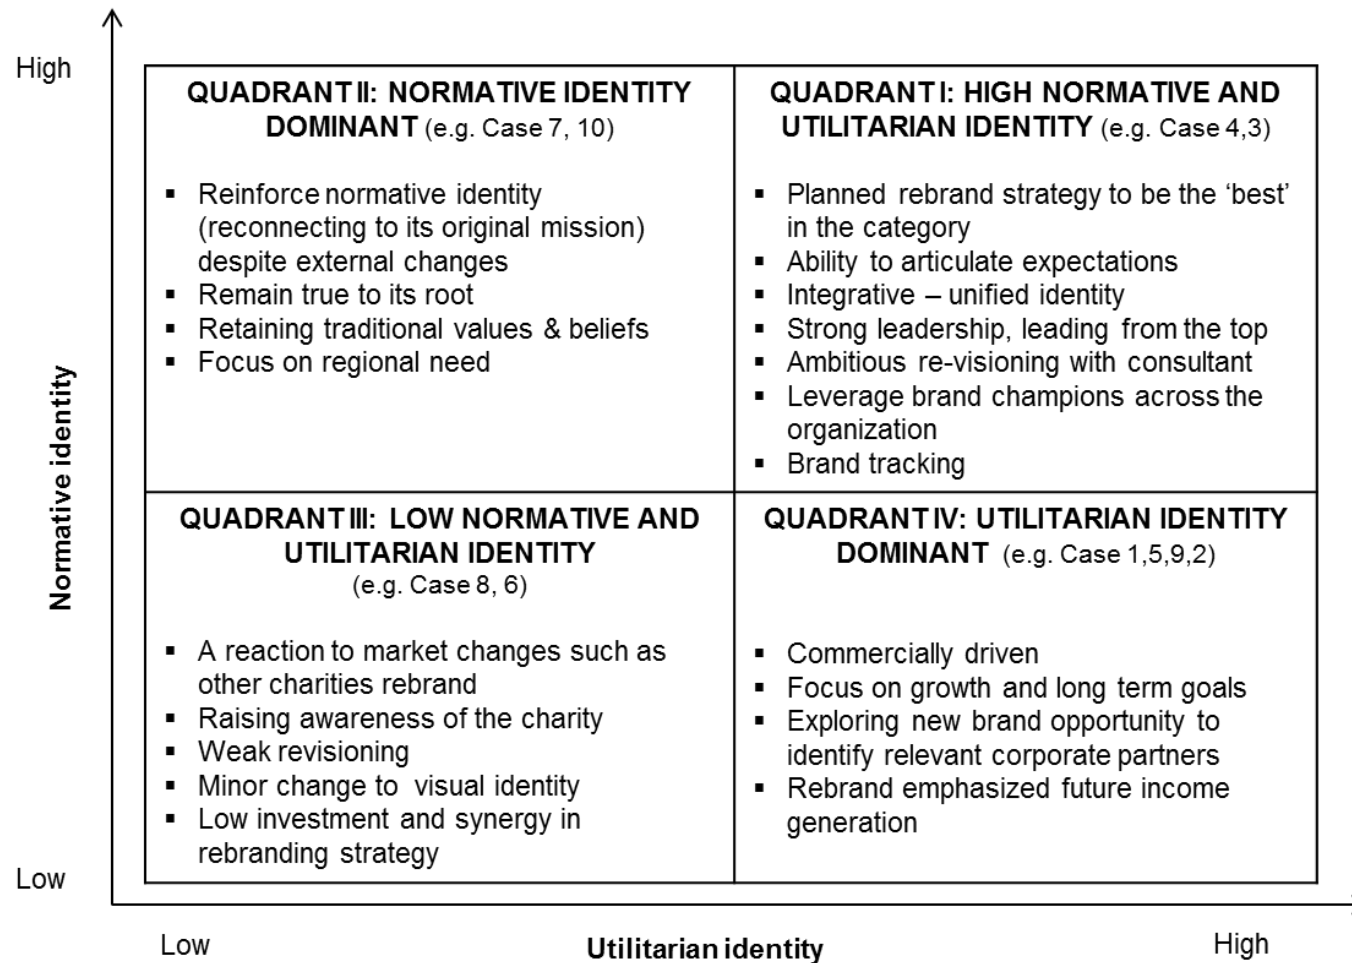 High
QUADRANT II: NORMATIVE IDENTITY
DOMINANT (e.g. Case 7, 10)
▪ Reinforce normative identity
(reconnecting to its original mission)
despite external changes
▪ Remain true to its root
▪ Retaining traditional values & beliefs
▪ Focus on regional need
QUADRANT I: HIGH NORMATIVE AND
UTILITARIAN IDENTITY (e.g. Case 4,3)
▪ Planned rebrand strategy to be the ‘best’
in the category
▪ Ability to articulate expectations
▪ Integrative – unified identity
▪ Strong leadership, leading from the top
▪ Ambitious re-visioning with consultant
▪ Leverage brand champions across the
organization
▪ Brand tracking
Normative identity
QUADRANT III: LOW NORMATIVE AND
UTILITARIAN IDENTITY
(e.g. Case 8, 6)
▪ A reaction to market changes such as
other charities rebrand
▪ Raising awareness of the charity
▪ Weak revisioning
▪ Minor change to visual identity
▪ Low investment and synergy in
rebranding strategy
QUADRANT IV: UTILITARIAN IDENTITY
DOMINANT (e.g. Case 1,5,9,2)
▪ Commercially driven
▪ Focus on growth and long term goals
▪ Exploring new brand opportunity to
identify relevant corporate partners
▪ Rebrand emphasized future income
generation
Low
Low
Utilitarian identity
High